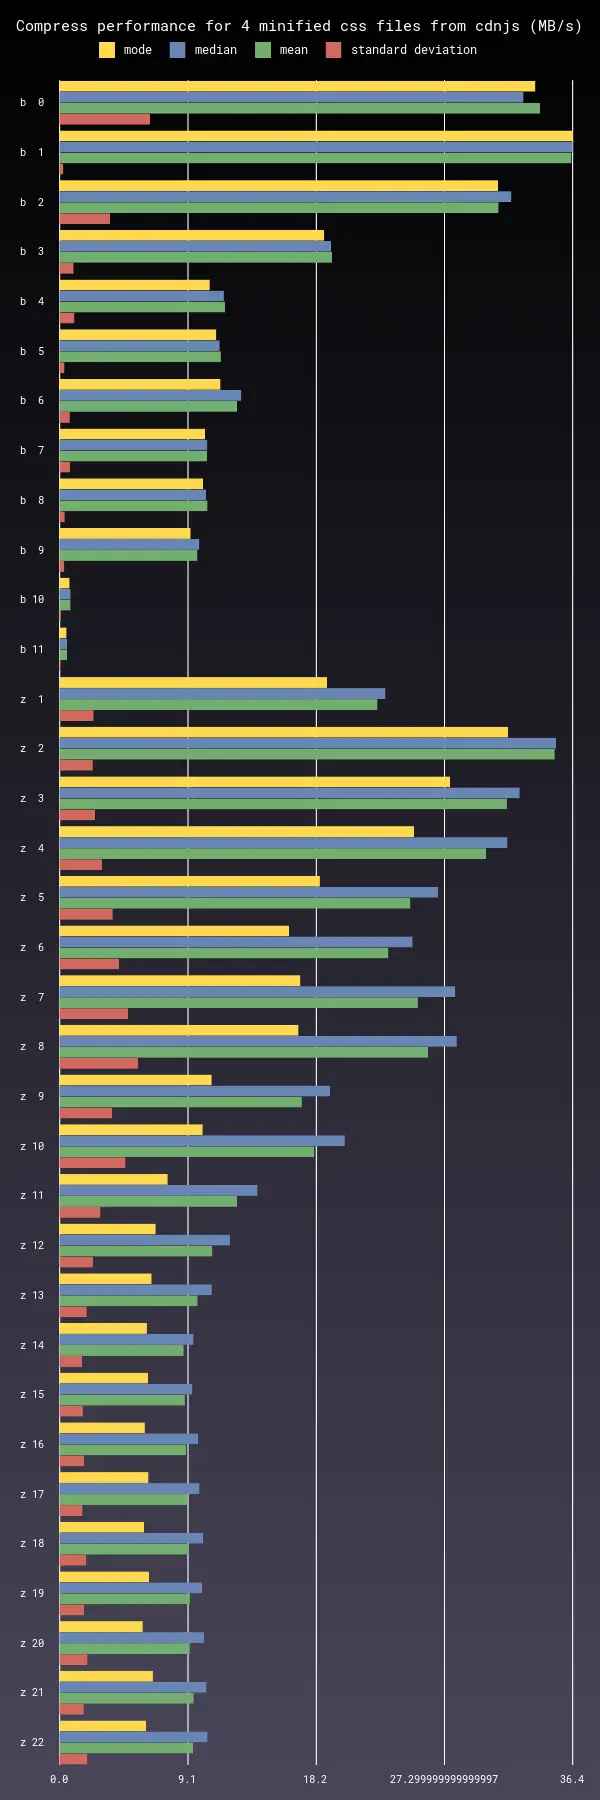 Compress performance for 4 minified css files from cdnjs (MB/s)
mode median mean standard deviation
b 0
b 1
b 2
b 3
b 4
b 5
b 6
b 7
b 8
b 9
b 10
b 11
z 1
z 2
z 3
z 4
z 5
z 6
z 7
z 8
z 9
z 10
z 11
z 12
z 13
z 14
z 15
z 16
z 17
z 18
z 19
z 20
z 21
z 22
0.0 9.1 18.2 27.299999999999997 36.4